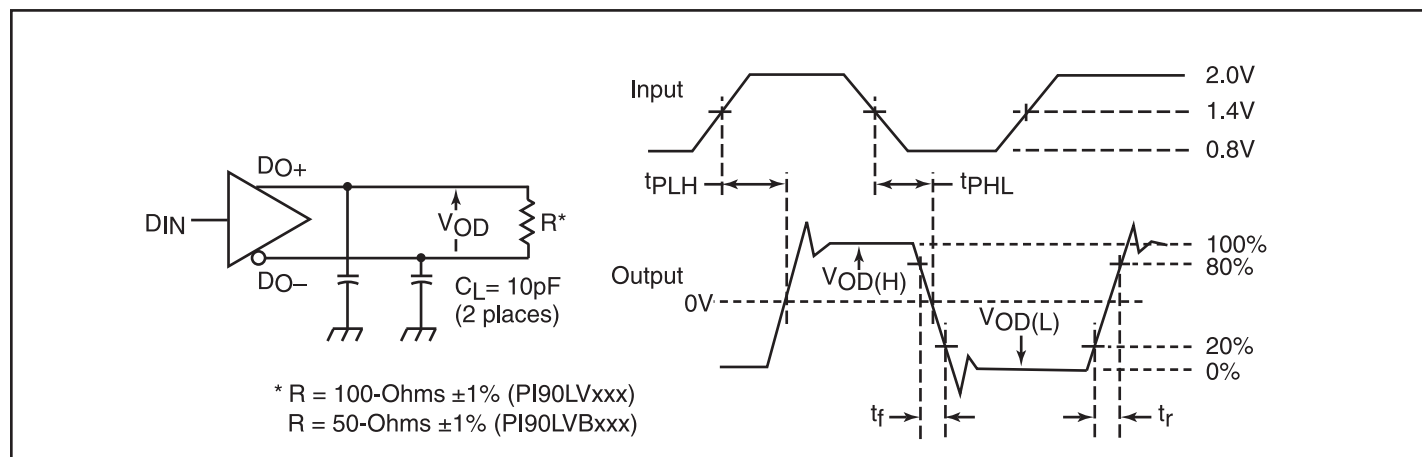 DO+
DIN
VOD
R*
DO–
CL= 10pF
(2 places)
* R = 100-Ohms ±1% (PI90LVxxx)
R = 50-Ohms ±1% (PI90LVBxxx)
Input
2.0V
1.4V
0.8V
tPLH
tPHL
Output
0V
VOD(H)
VOD(L)
100%
80%
20%
0%
tf
tr